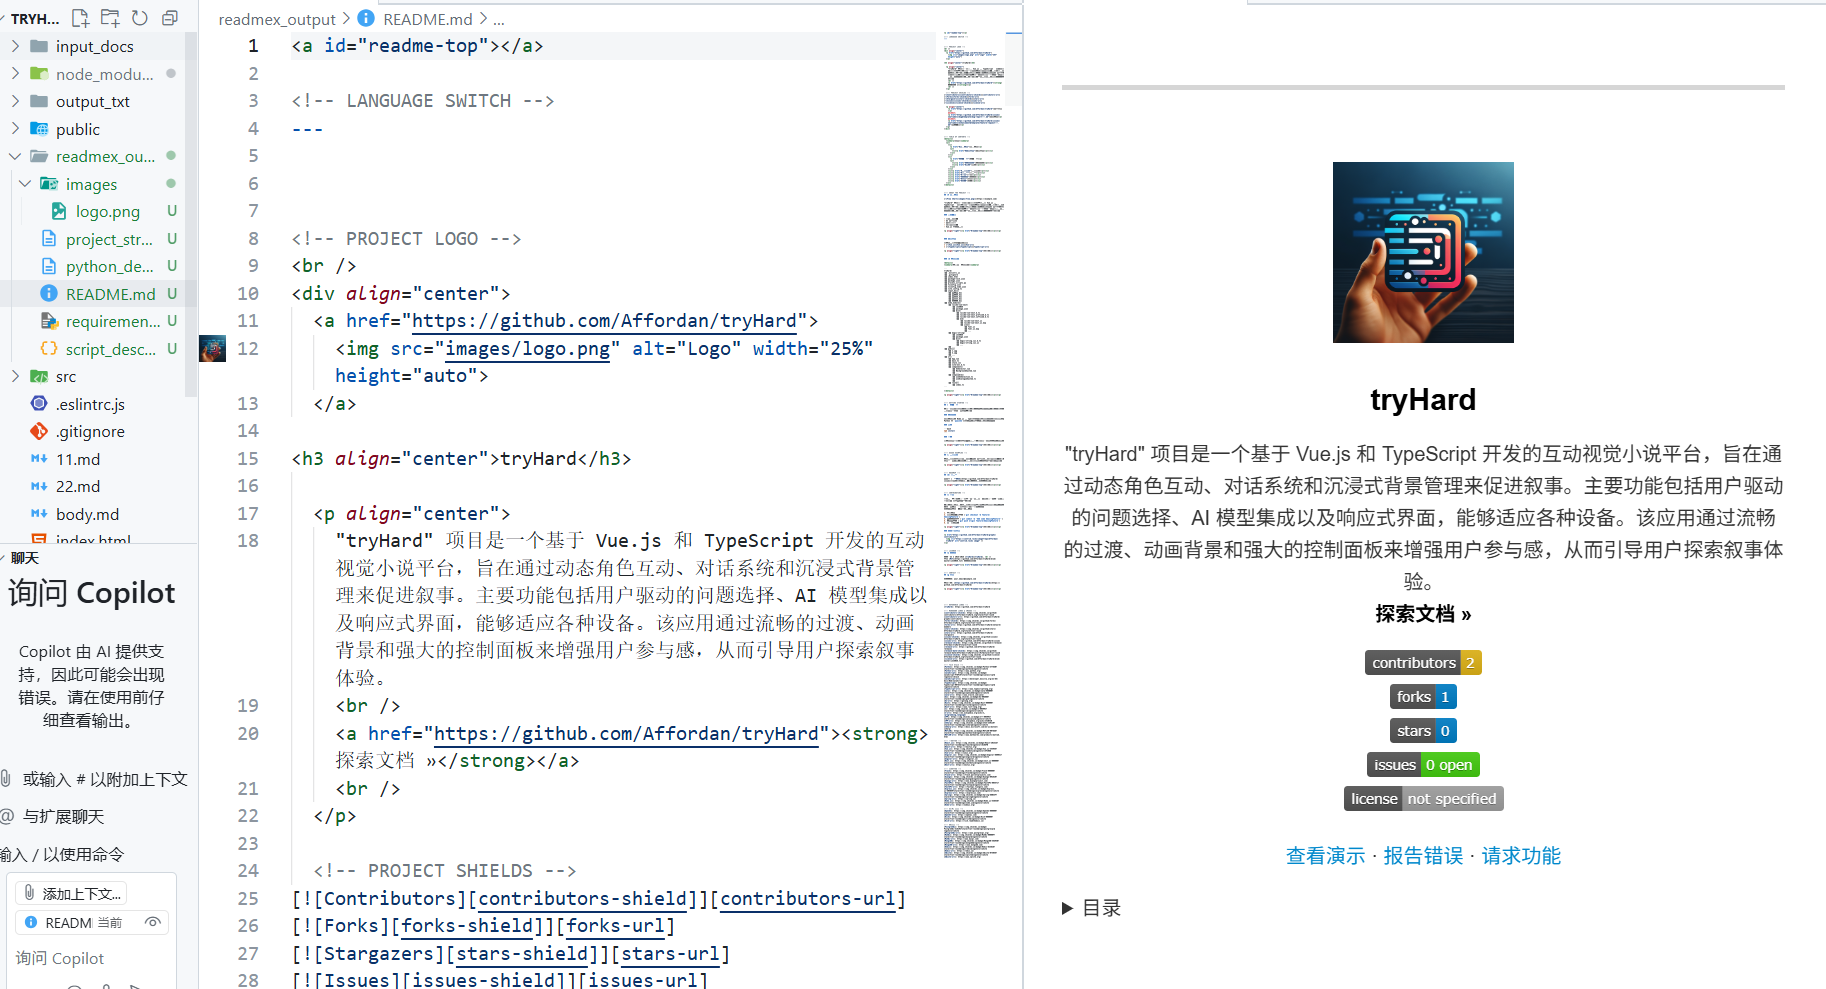 TRYH...
input_docs
node_modu...
output_txt
public
readmex_ou...
images
logo.png U
project_str... U
python_de... U
README.md U
requiremen... U
script_desc... U
src
.eslintrc.js
.gitignore
11.md
22.md
body.md
index.html
聊天
询问 Copilot
Copilot 由 AI 提供支
持，因此可能会出现
错误。请在使用前仔
细查看输出。
或输入 # 以附加上下文
@ 与扩展聊天
输入 / 以使用命令
添加上下文...
READM 当前
询问 Copilot
readmex_output > README.md > ...
1 <a id="readme-top"></a>
2
3 <!-- LANGUAGE SWITCH -->
4 ---
5
6
7
8 <!-- PROJECT LOGO -->
9 <br />
10 <div align="center">
11 <a href="https://github.com/Affordan/tryHard">
12 <img src="images/logo.png" alt="Logo" width="25%"
height="auto">
13 </a>
14
15 <h3 align="center">tryHard</h3>
16
17 <p align="center">
18 "tryHard" 项目是一个基于 Vue.js 和 TypeScript 开发的互动
视觉小说平台，旨在通过动态角色互动、对话系统和沉浸式背景管
理来促进叙事。主要功能包括用户驱动的问题选择、AI 模型集成以
及响应式界面，能够适应各种设备。该应用通过流畅的过渡、动画
背景和强大的控制面板来增强用户参与感，从而引导用户探索叙事
体验。
19 <br />
20 <a href="https://github.com/Affordan/tryHard"><strong>
探索文档 »</strong></a>
21 <br />
22 </p>
23
24 <!-- PROJECT SHIELDS -->
25 [![Contributors][contributors-shield]][contributors-url]
26 [![Forks][forks-shield]][forks-url]
27 [![Stargazers][stars-shield]][stars-url]
28 [![Issues][issues-shield]][issues-url]
tryHard
"tryHard" 项目是一个基于 Vue.js 和 TypeScript 开发的互动视觉小说平台，旨在通
过动态角色互动、对话系统和沉浸式背景管理来促进叙事。主要功能包括用户驱动
的问题选择、AI 模型集成以及响应式界面，能够适应各种设备。该应用通过流畅
的过渡、动画背景和强大的控制面板来增强用户参与感，从而引导用户探索叙事体
验。
探索文档 »
contributors 2
forks 1
stars 0
issues 0 open
license not specified
查看演示 · 报告错误 · 请求功能
▶ 目录